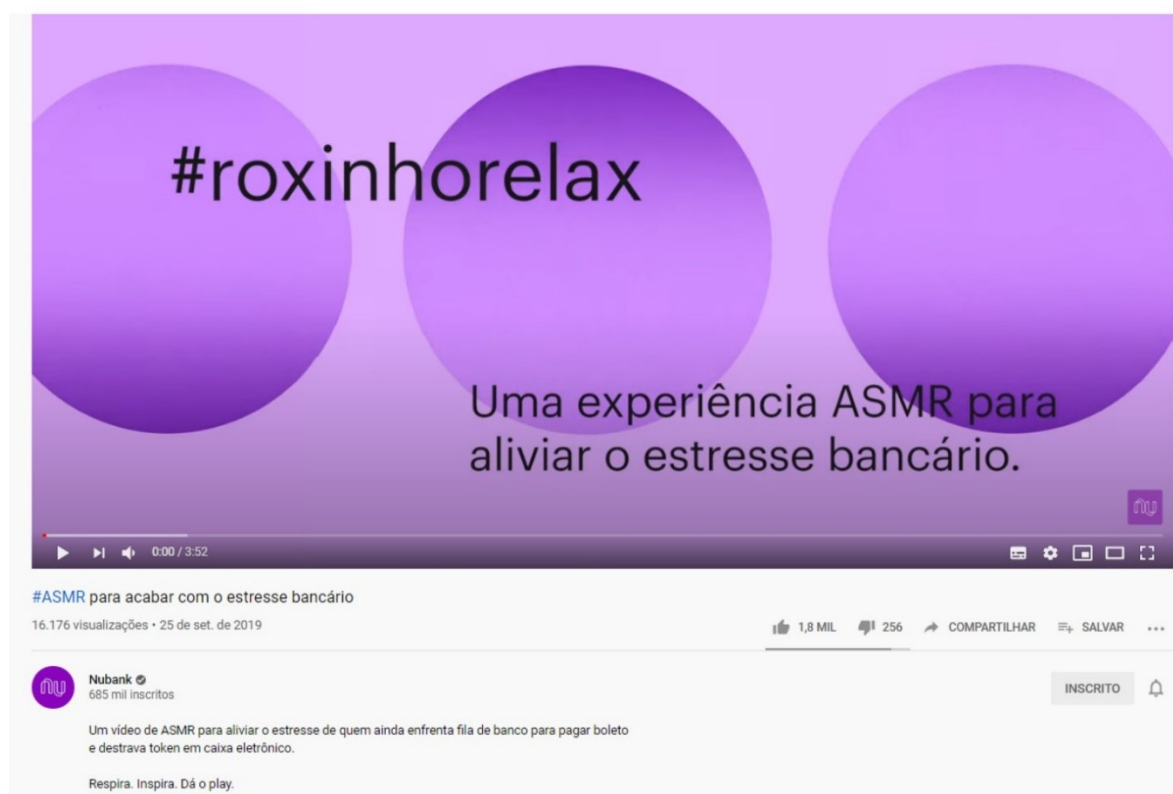 #roxinhorelax
Uma experiência ASMR para
aliviar o estresse bancário.
nu
0:00 / 3:52
#ASMR para acabar com o estresse bancário
16.176 visualizações • 25 de set. de 2019
1,8 MIL 256 COMPARTILHAR SALVAR
nu
Nubank
685 mil inscritos
INSCRITO
Um vídeo de ASMR para aliviar o estresse de quem ainda enfrenta fila de banco para pagar boleto
e destrava token em caixa eletrônico.
Respira. Inspira. Dá o play.